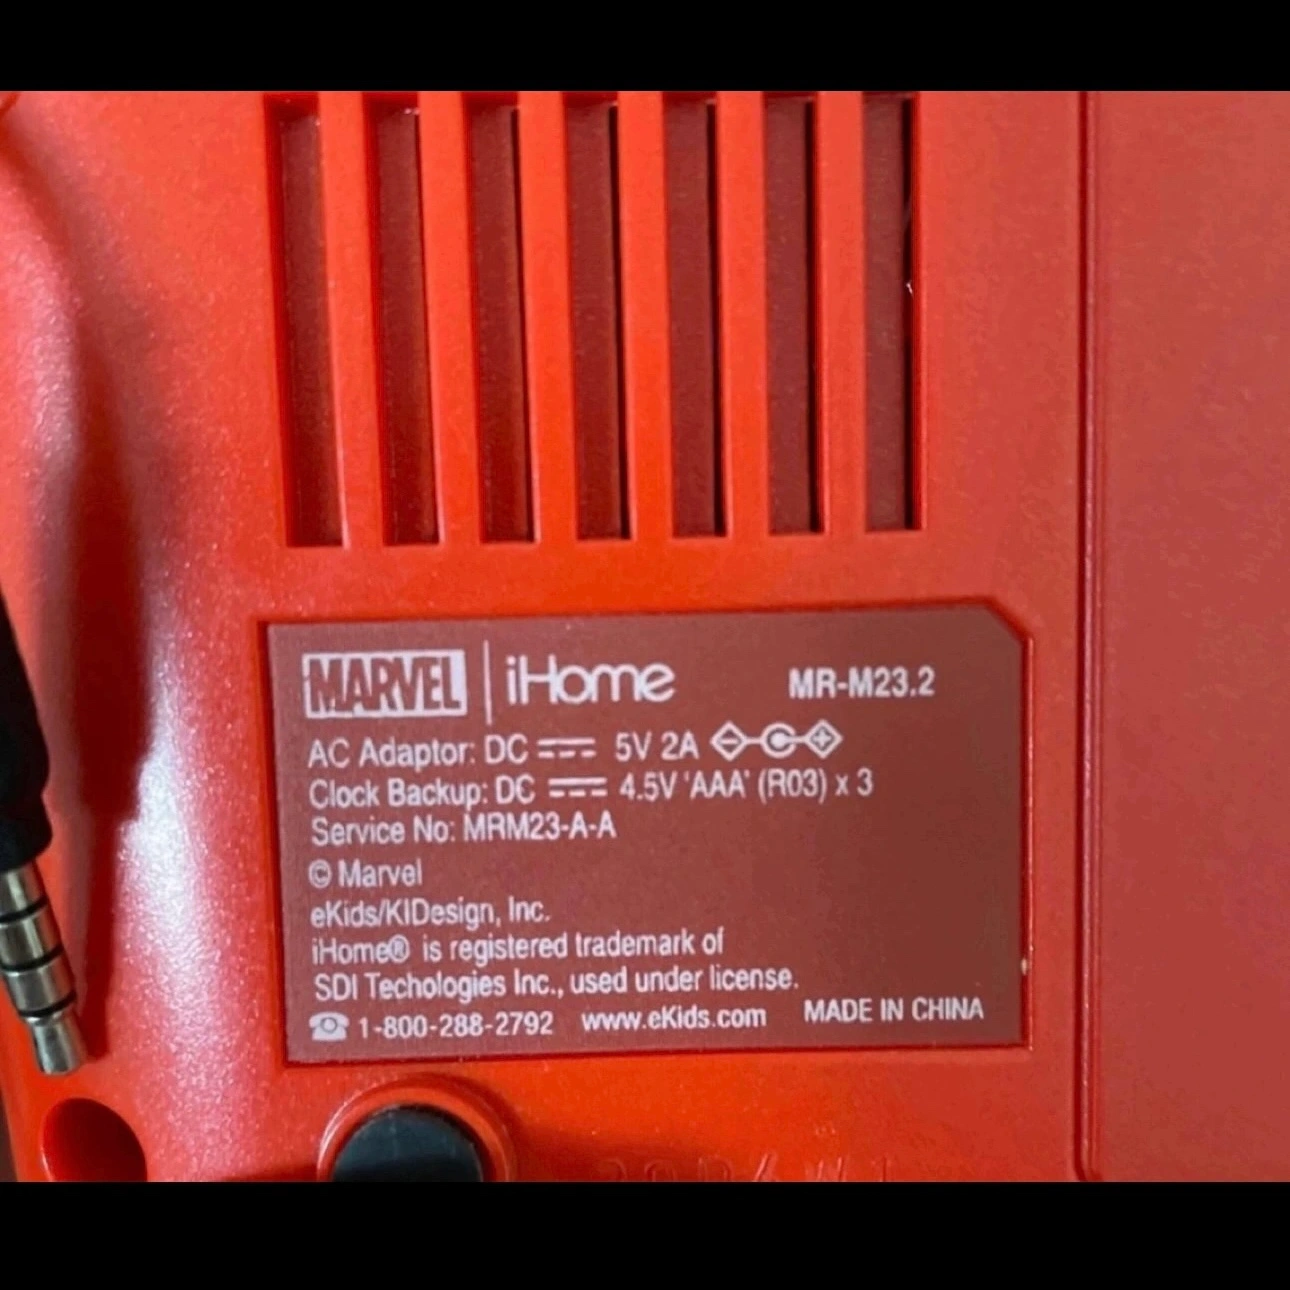 MARVEL | iHome MR-M23.2
AC Adaptor: DC 5V 2A
Clock Backup: DC 4.5V 'AAA' (R03) x 3
Service No: MRM23-A-A
© Marvel
eKids/KIDesign, Inc.
iHome® is registered trademark of
SDI Techologies Inc., used under license.
1-800-288-2792 www.eKids.com MADE IN CHINA